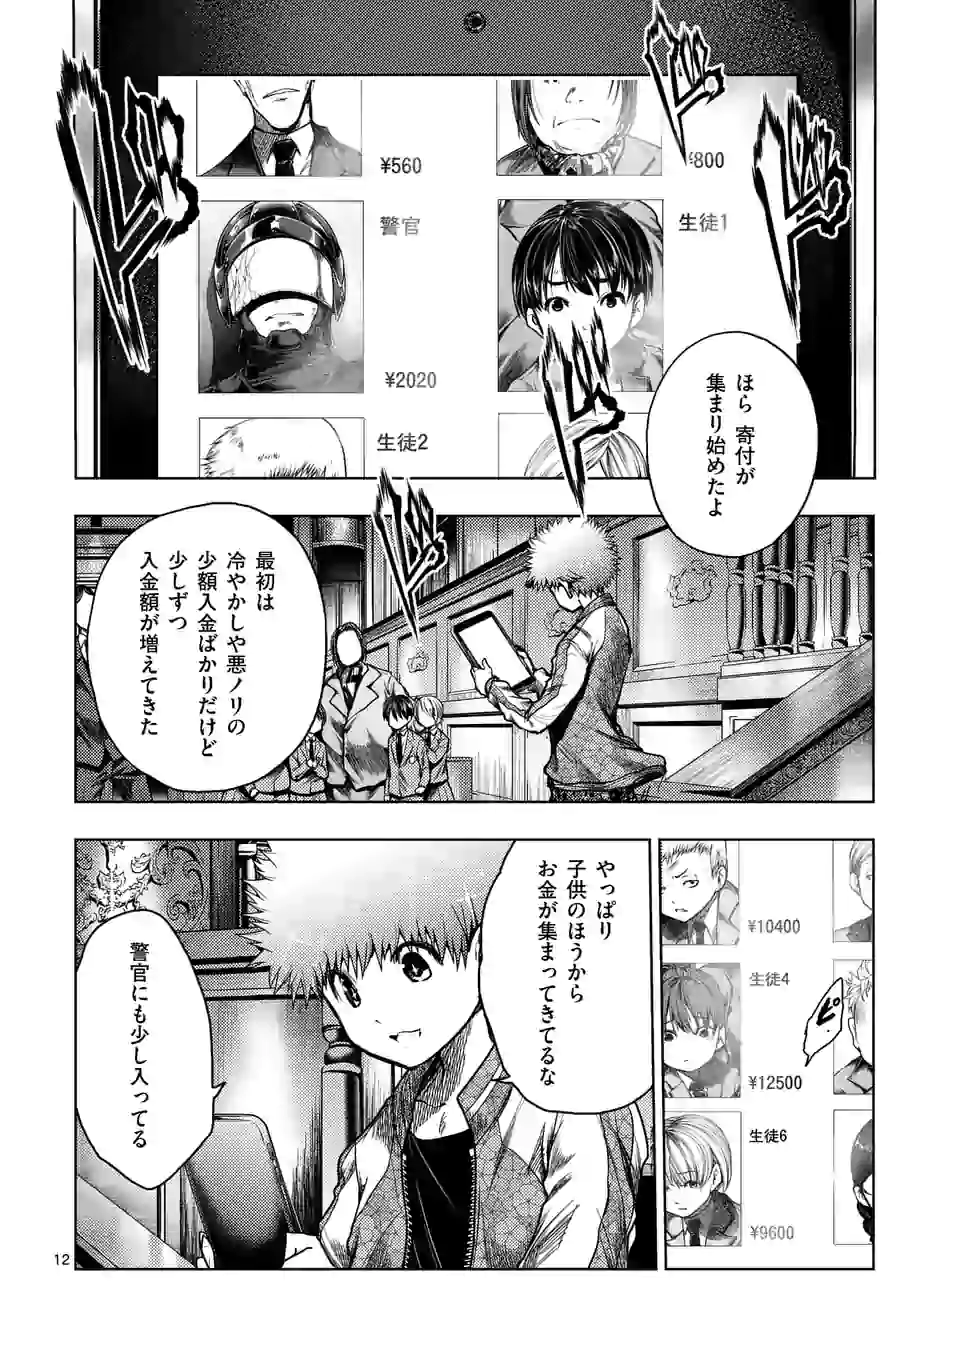 ¥560
¥800
警官
生徒1
¥2020
生徒2
ほら 寄付が
集まり始めたよ
最初は
冷やかしや悪ノリの
少額入金ばかりだけど
少しずつ
入金額が増えてきた
¥10400
生徒4
ピ
¥12500
生徒6
¥9600
やっぱり
子供のほうから
お金が集まってきてるな
警官にも少し入ってる
12